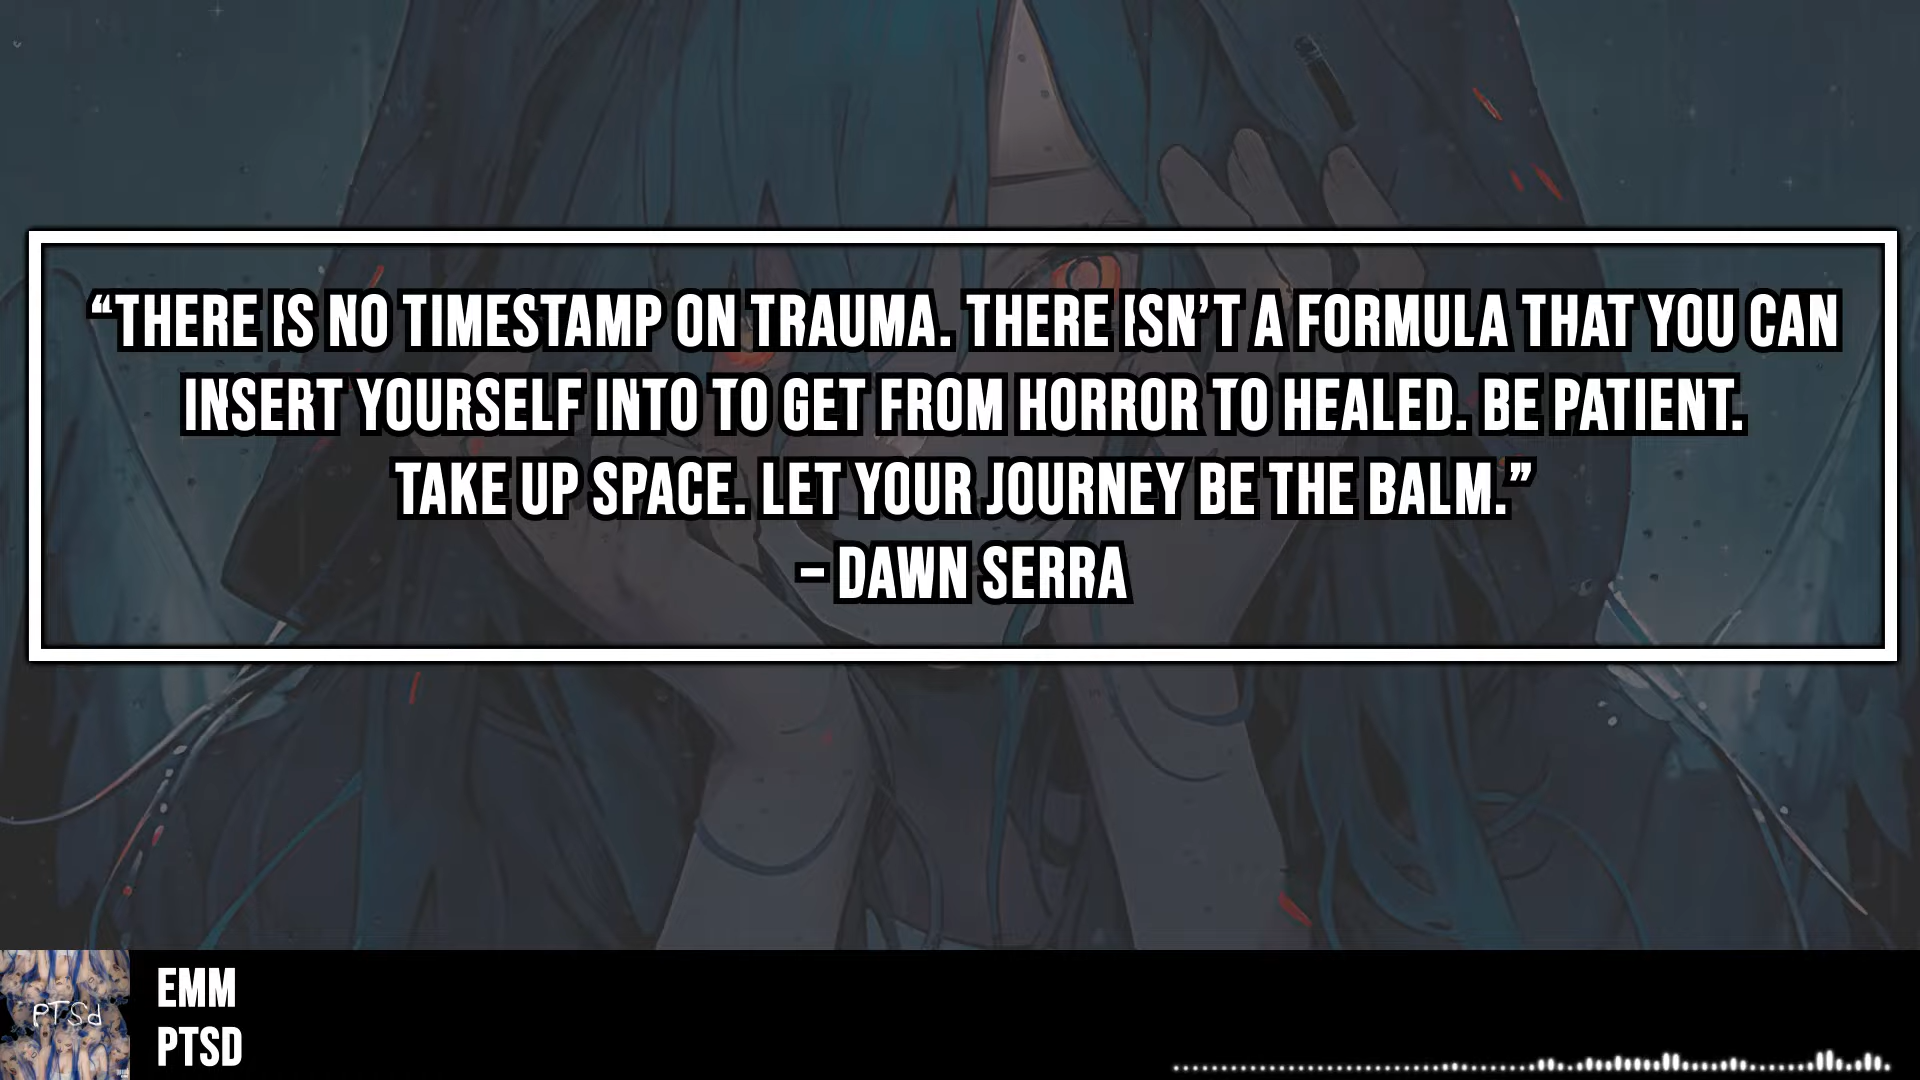 “THERE IS NO TIMESTAMP ON TRAUMA. THERE ISN’T A FORMULA THAT YOU CAN
INSERT YOURSELF INTO TO GET FROM HORROR TO HEALED. BE PATIENT.
TAKE UP SPACE. LET YOUR JOURNEY BE THE BALM.”
– DAWN SERRA
PTSd
EMM
PTSD